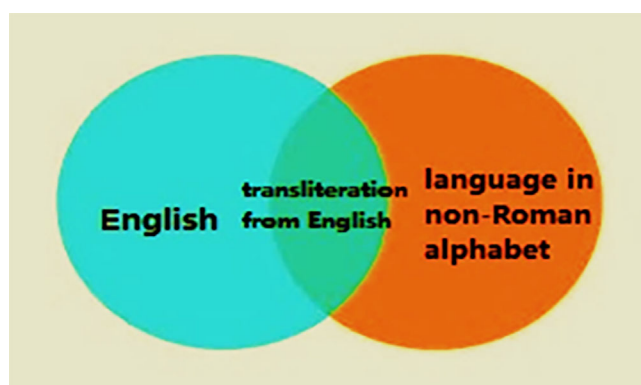 English
transliteration
from English
language in
non-Roman
alphabet